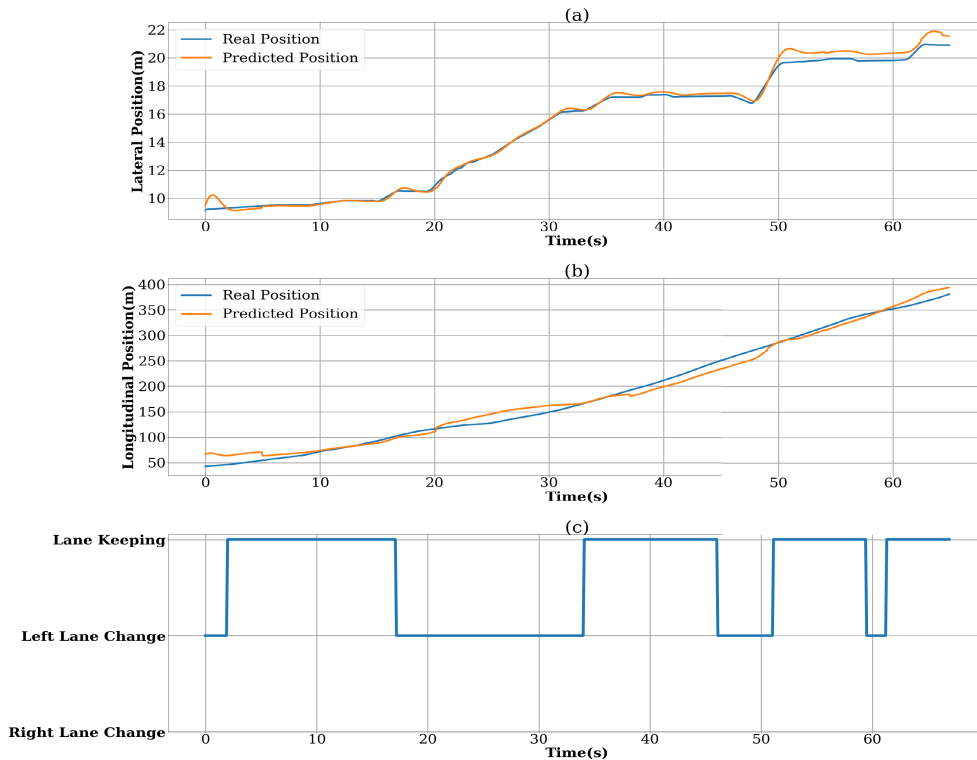 (a)
Lateral Position(m)
22
20
18
16
14
12
10
Real Position
Predicted Position
0 10 20 30 40 50 60
Time(s)
(b)
Longitudinal Position(m)
400
350
300
250
200
150
100
50
Real Position
Predicted Position
0 10 20 30 40 50 60
Time(s)
(c)
Lane Keeping
Left Lane Change
Right Lane Change
0 10 20 30 40 50 60
Time(s)